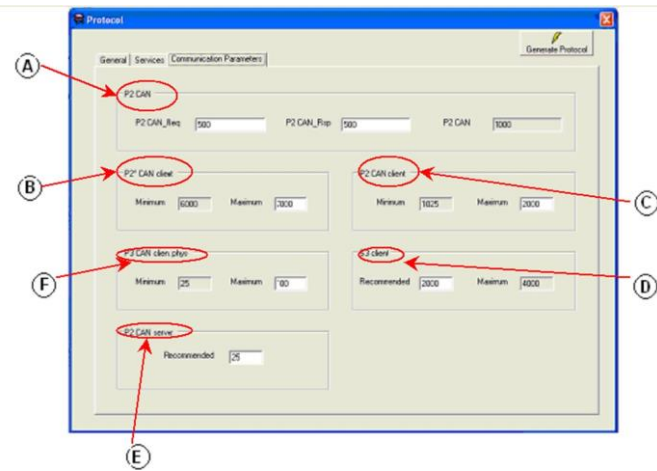 Protocol
Generate Protocol
General Services Communication Parameters
A
P2 CAN
P2 CAN_Req 500 P2 CAN_Rsp 500 P2 CAN 1000
B
P2* CAN client
Minimum 6000 Maximum 7000
C
P2 CAN client
Minimum 1025 Maximum 2000
F
P3 CAN clien phys
Minimum 25 Maximum 100
D
S3 client
Recommended 2000 Maximum 4000
P2 CAN server
Recommended 25
E